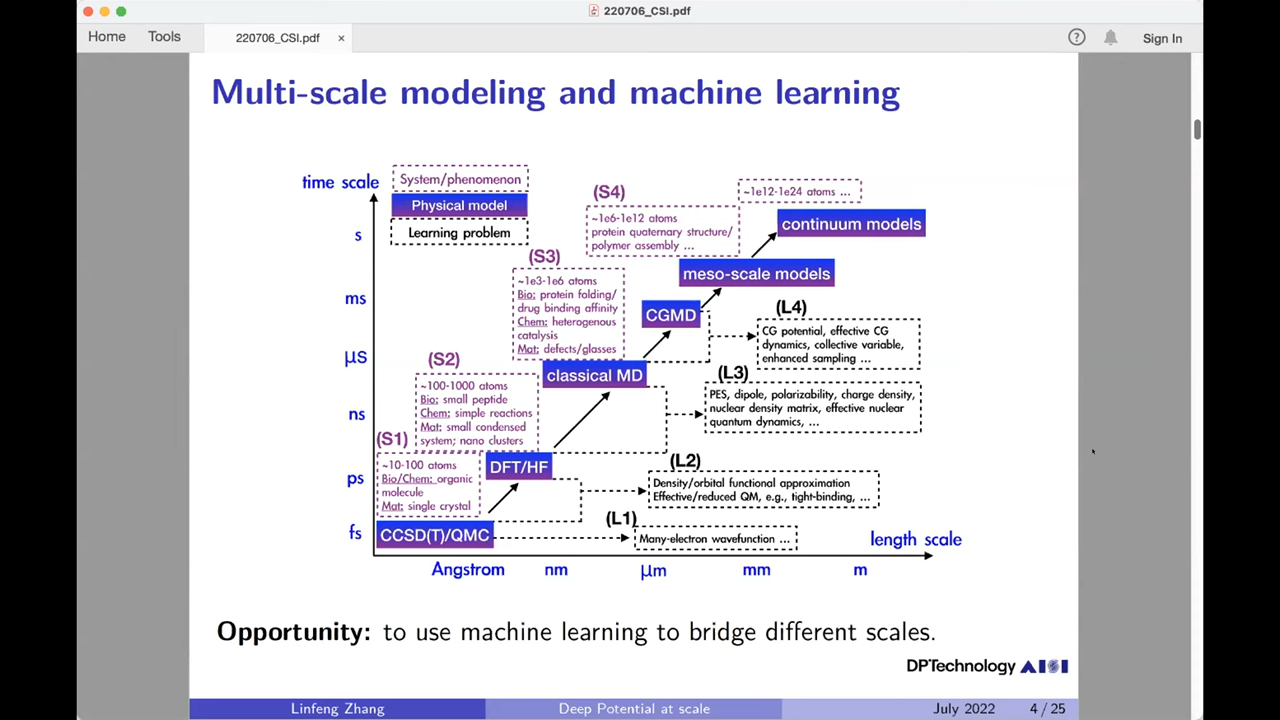 220706_CSI.pdf
Home Tools 220706_CSI.pdf × ? Sign In
Multi-scale modeling and machine learning
time scale
s
ms
μs
ns
ps
fs
System/phenomenon
Physical model
Learning problem
(S4)
~1e6-1e12 atoms
protein quaternary structure/
polymer assembly ...
~1e12-1e24 atoms ...
continuum models
meso-scale models
(S3)
~1e3-1e6 atoms
Bio: protein folding/
drug binding affinity
Chem: heterogenous
catalysis
Mat: defects/glasses
CGMD
(L4)
CG potential, effective CG
dynamics, collective variable,
enhanced sampling ...
(S2)
~100-1000 atoms
Bio: small peptide
Chem: simple reactions
Mat: small condensed
system; nano clusters
classical MD
(L3)
PES, dipole, polarizability, charge density,
nuclear density matrix, effective nuclear
quantum dynamics, ...
(S1)
~10-100 atoms
Bio/Chem: organic
molecule
Mat: single crystal
DFT/HF
(L2)
Density/orbital functional approximation
Effective/reduced QM, e.g., tight-binding, ...
CCSD(T)/QMC
(L1)
Many-electron wavefunction ...
length scale
Angstrom nm μm mm m
Opportunity: to use machine learning to bridge different scales.
DPTechnology AISI
Linfeng Zhang Deep Potential at scale July 2022 4 / 25